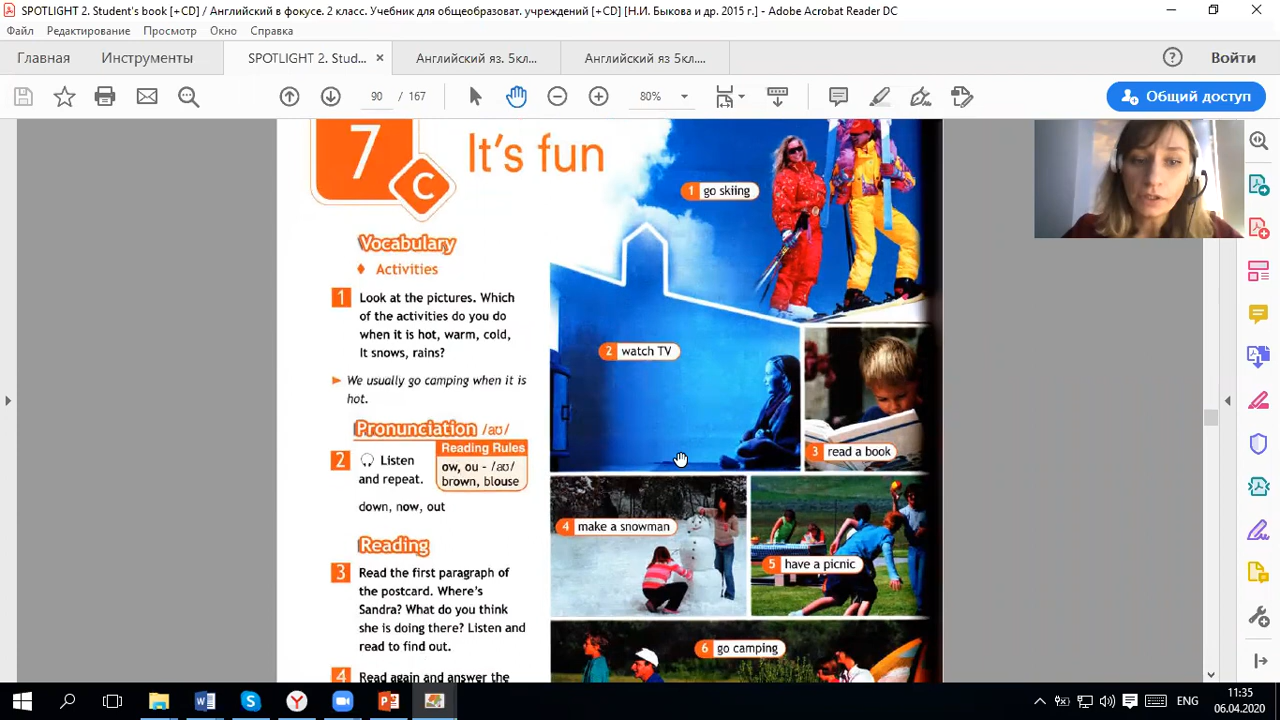 SPOTLIGHT 2. Student's book [+CD] / Английский в фокусе. 2 класс. Учебник для общеобразоват. учреждений [+CD] [Н.И. Быкова и др. 2015 г.] - Adobe Acrobat Reader DC
Файл Редактирование Просмотр Окно Справка
Главная Инструменты SPOTLIGHT 2. Stud... × Английский яз. 5кл... Английский яз 5кл.... Войти
90 / 167 80% Общий доступ
7 C It's fun
1 go skiing
Vocabulary
Activities
1 Look at the pictures. Which
of the activities do you do
when it is hot, warm, cold,
It snows, rains?
We usually go camping when it is
hot.
Pronunciation /aʊ/
2 Listen
and repeat.
Reading Rules
ow, ou - /aʊ/
brown, blouse
down, now, out
Reading
3 Read the first paragraph of
the postcard. Where's
Sandra? What do you think
she is doing there? Listen and
read to find out.
4 Read again and answer the
2 watch TV
3 read a book
4 make a snowman
5 have a picnic
6 go camping
ENG
11:35
06.04.2020